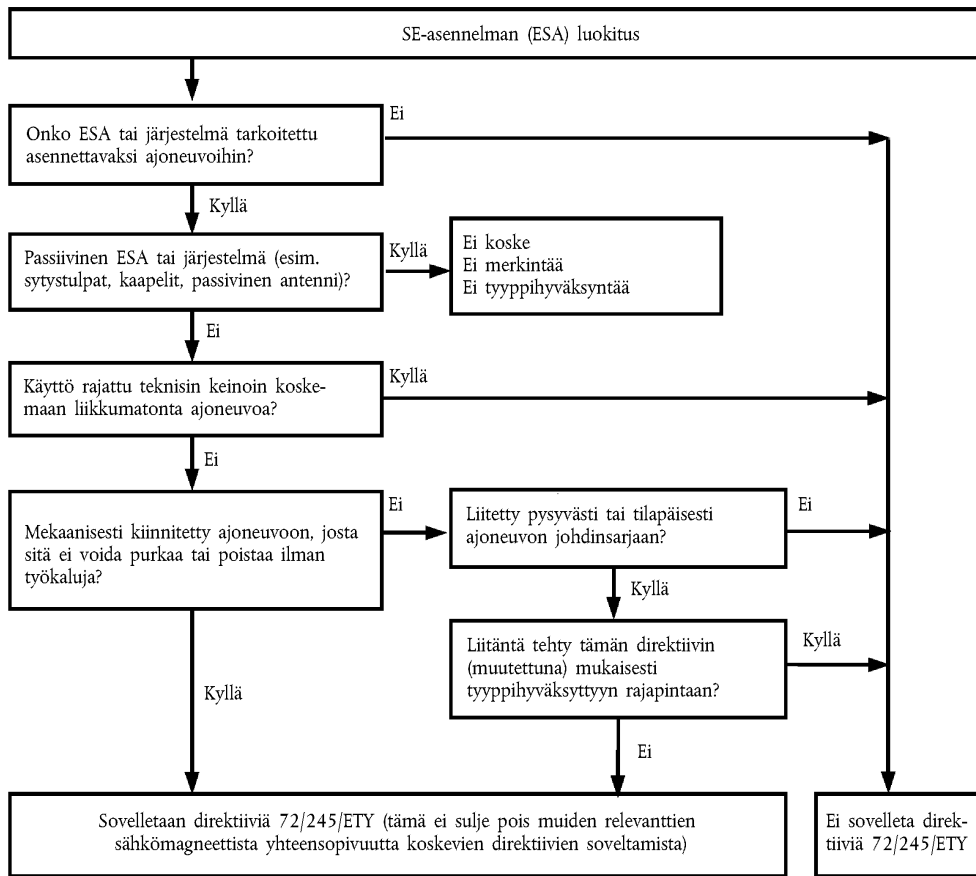 SE-asennelman (ESA) luokitus
Ei
Onko ESA tai järjestelmä tarkoitettu
asennettavaksi ajoneuvoihin?
Kyllä
Passiivinen ESA tai järjestelmä (esim.
sytystulpat, kaapelit, passivinen antenni)?
Kyllä
Ei koske
Ei merkintää
Ei tyyppihyväksyntää
Ei
Käyttö rajattu teknisin keinoin koske-
maan liikkumatonta ajoneuvoa?
Kyllä
Ei
Mekaanisesti kiinnitetty ajoneuvoon, josta
sitä ei voida purkaa tai poistaa ilman
työkaluja?
Ei
Liitetty pysyvästi tai tilapäisesti
ajoneuvon johdinsarjaan?
Ei
Kyllä
Liitäntä tehty tämän direktiivin
(muutettuna) mukaisesti
tyyppihyväksyttyyn rajapintaan?
Kyllä
Kyllä
Ei
Sovelletaan direktiiviä 72/245/ETY (tämä ei sulje pois muiden relevanttien
sähkömagneettista yhteensopivuutta koskevien direktiivien soveltamista)
Ei sovelleta direk-
tiiviä 72/245/ETY